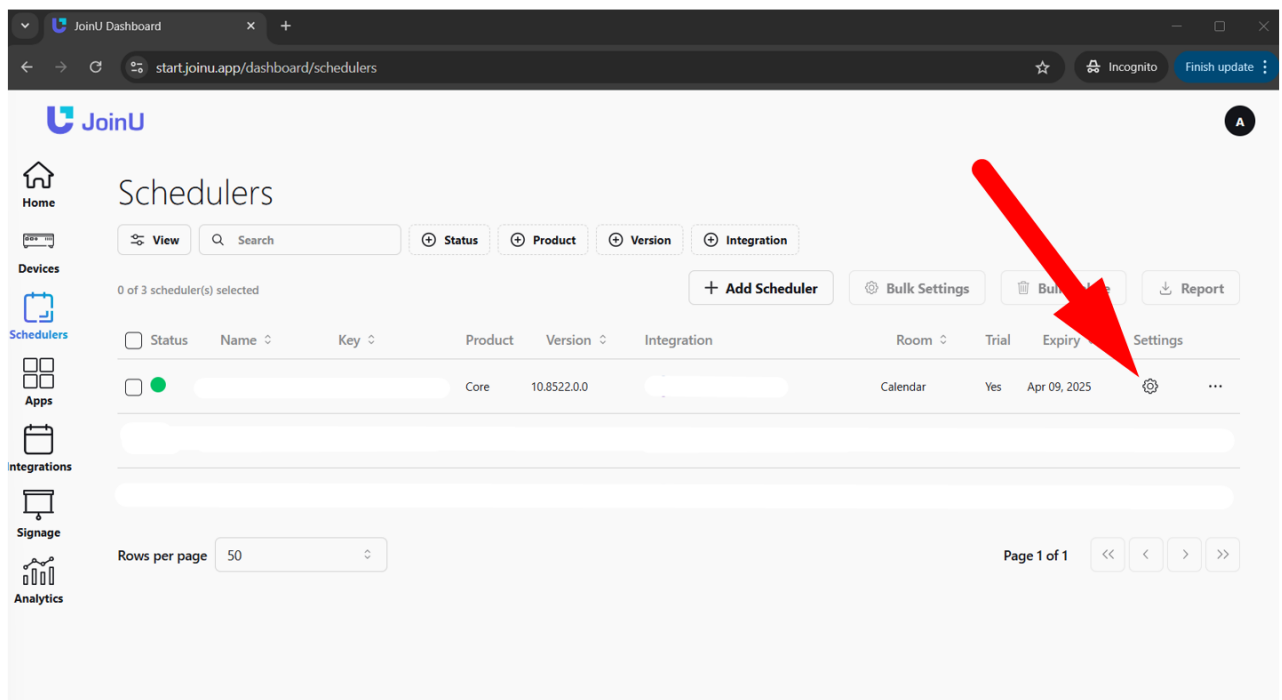 JoinU Dashboard
start.joinu.app/dashboard/schedulers
Incognito
Finish update
JoinU
A
Home
Devices
Schedulers
Apps
Integrations
Signage
Analytics
Schedulers
View
Search
Status
Product
Version
Integration
0 of 3 scheduler(s) selected
+ Add Scheduler
Bulk Settings
Report
Status Name Key Product Version Integration Room Trial Expiry Settings
Core 10.8522.0.0 Calendar Yes Apr 09, 2025 ...
Rows per page 50
Page 1 of 1 << < > >>